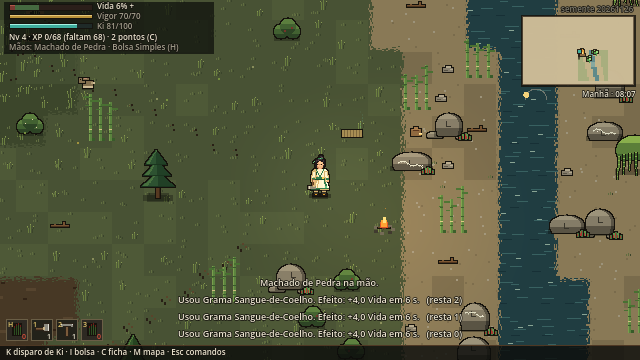 Vida 6% +
Vigor 70/70
Ki 81/100
Nv 4 · XP 0/68 (faltam 68) · 2 pontos (C)
Mãos: Machado de Pedra · Bolsa Simples (H)
Manhã · 08:07
Machado de Pedra na mão.
Usou Grama Sangue-de-Coelho. Efeito: +4,0 Vida em 6 s. (resta 2)
Usou Grama Sangue-de-Coelho. Efeito: +4,0 Vida em 6 s. (resta 1)
Usou Grama Sangue-de-Coelho. Efeito: +4,0 Vida em 6 s. (resta 0)
K disparo de Ki · I bolsa · C ficha · M mapa · Esc comandos